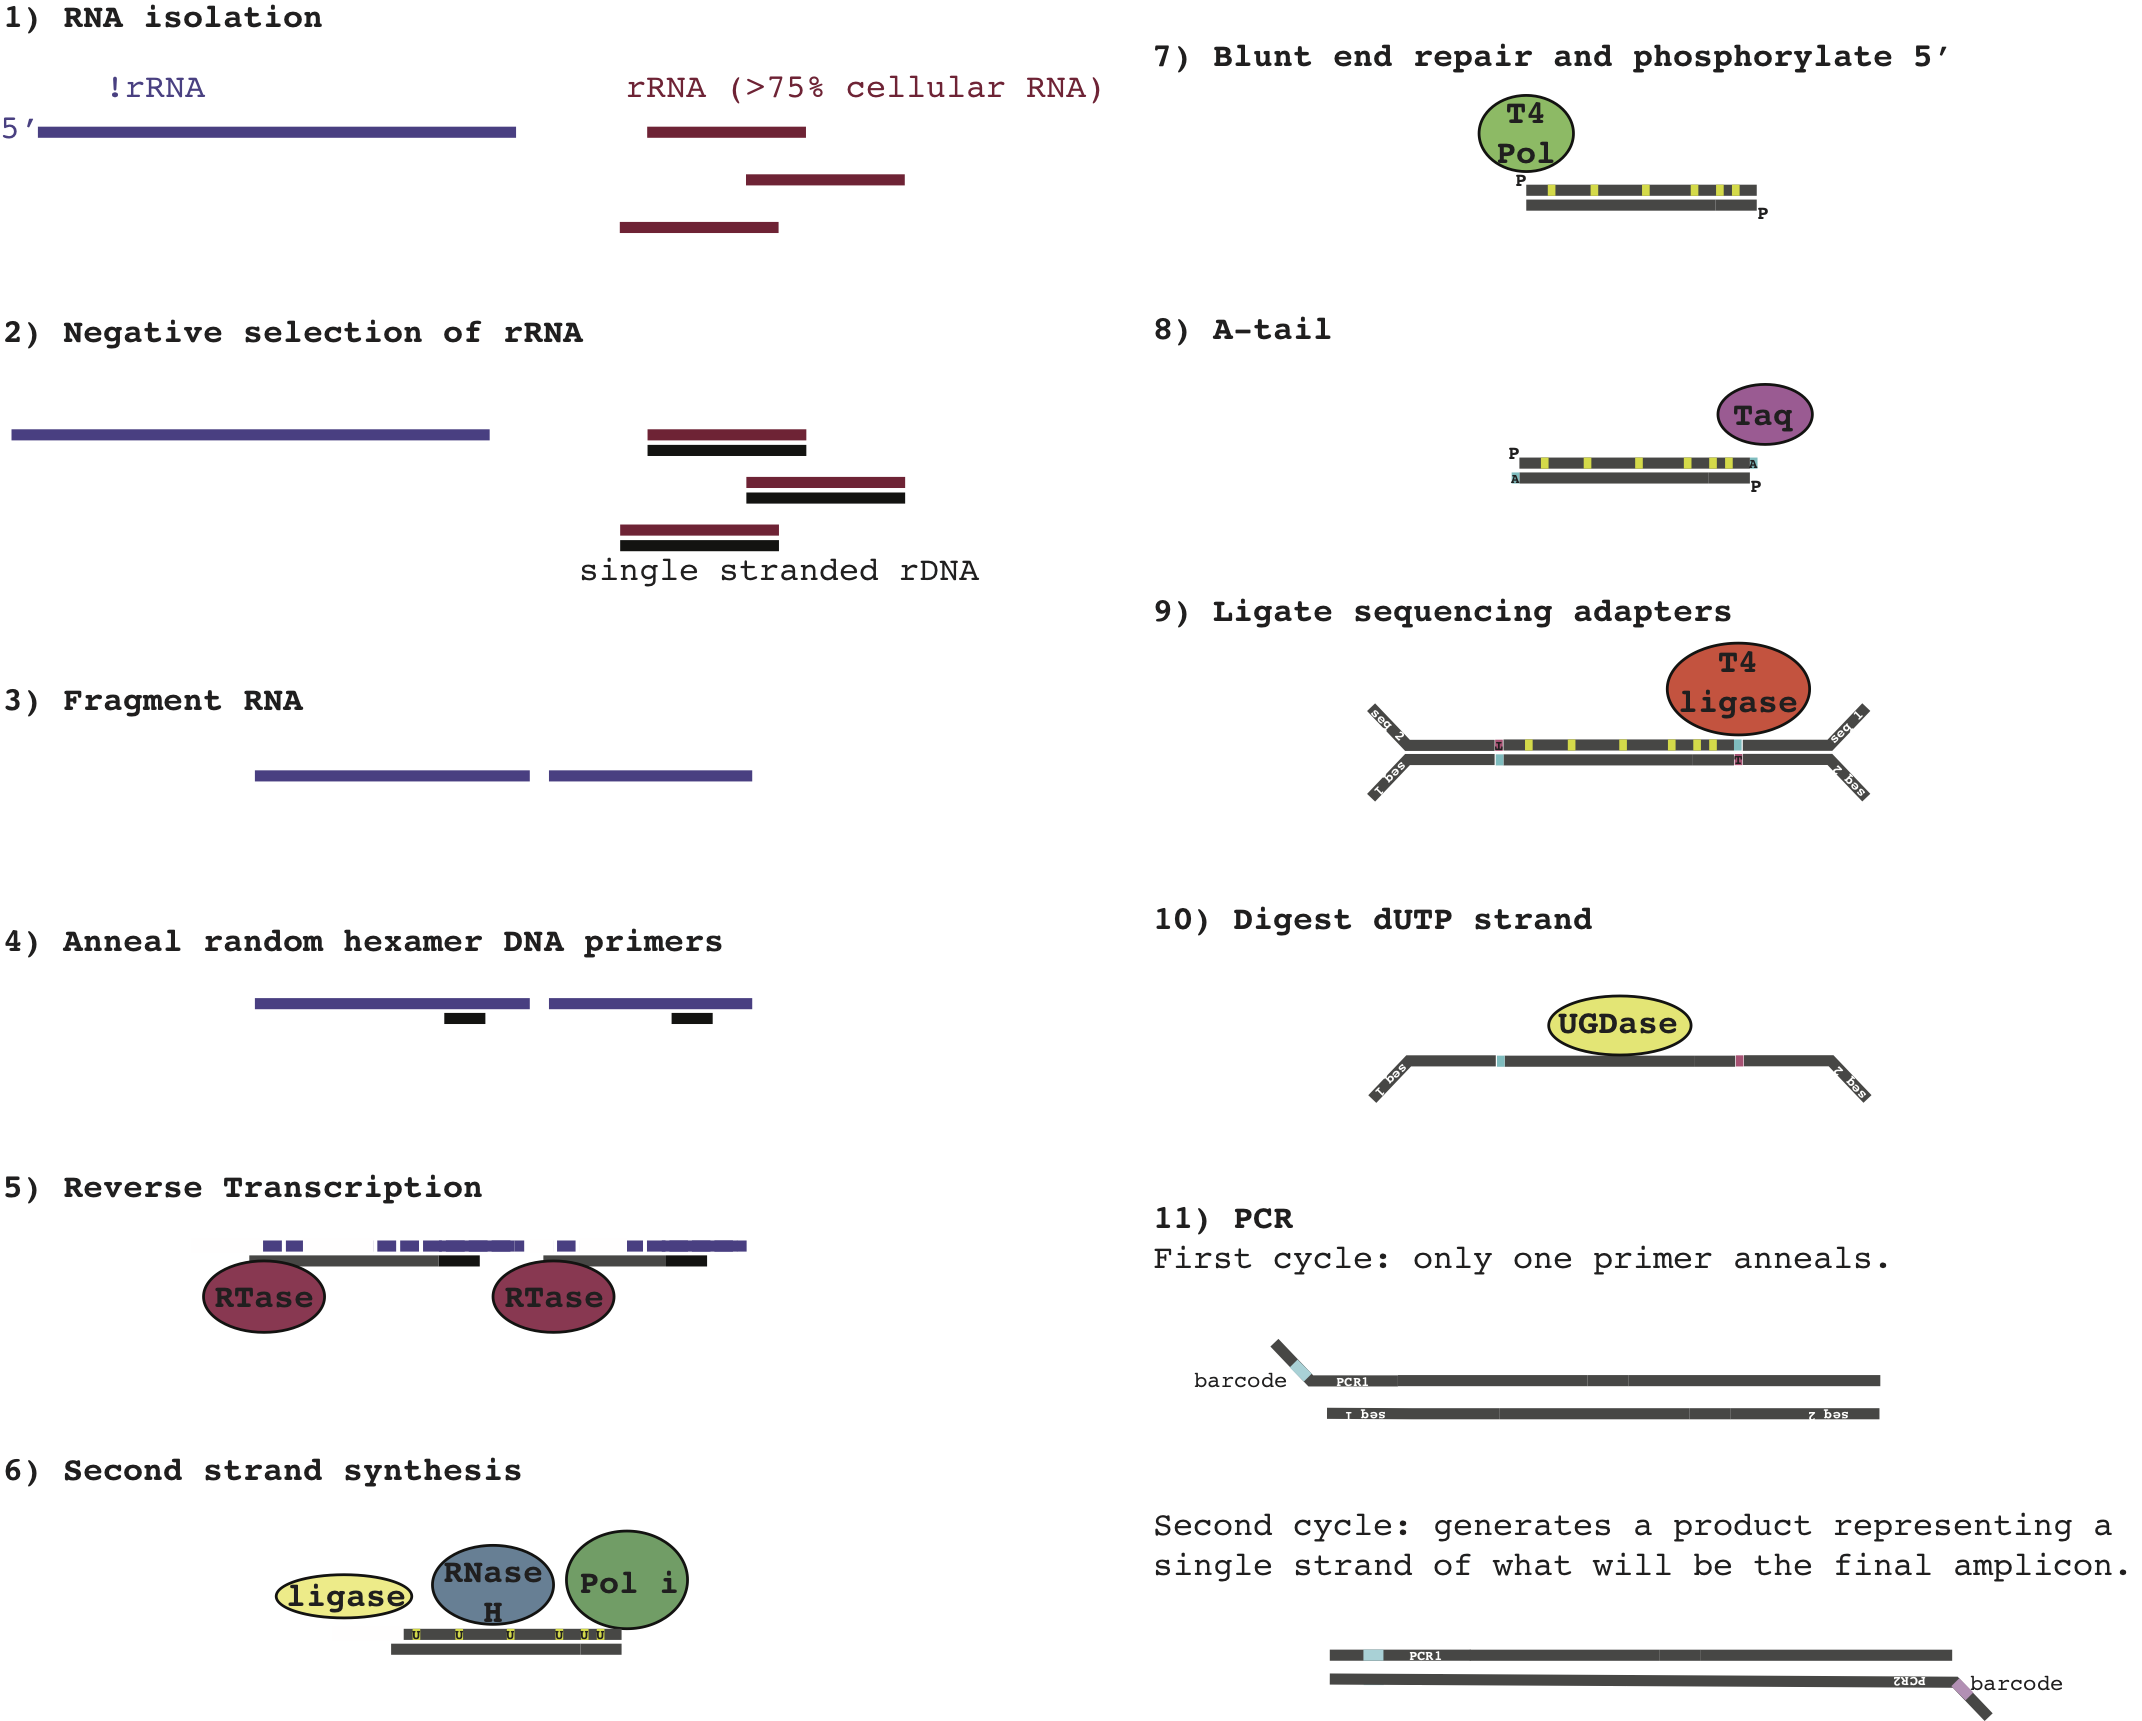 1) RNA isolation
!rRNA
rRNA (>75% cellular RNA)
5′
2) Negative selection of rRNA
single stranded rDNA
3) Fragment RNA
4) Anneal random hexamer DNA primers
5) Reverse Transcription
RTase
RTase
6) Second strand synthesis
ligase
RNase
H
Pol i
U U U U U U
7) Blunt end repair and phosphorylate 5′
T4
Pol
P
P
8) A-tail
Taq
P
A
A
P
9) Ligate sequencing adapters
T4
ligase
seq 2
seq 1
T
T
seq 1
seq 2
10) Digest dUTP strand
UGDase
seq 1
seq 2
11) PCR
First cycle: only one primer anneals.
barcode
PCR1
seq 1
seq 2
Second cycle: generates a product representing a
single strand of what will be the final amplicon.
PCR1
PCR2
barcode